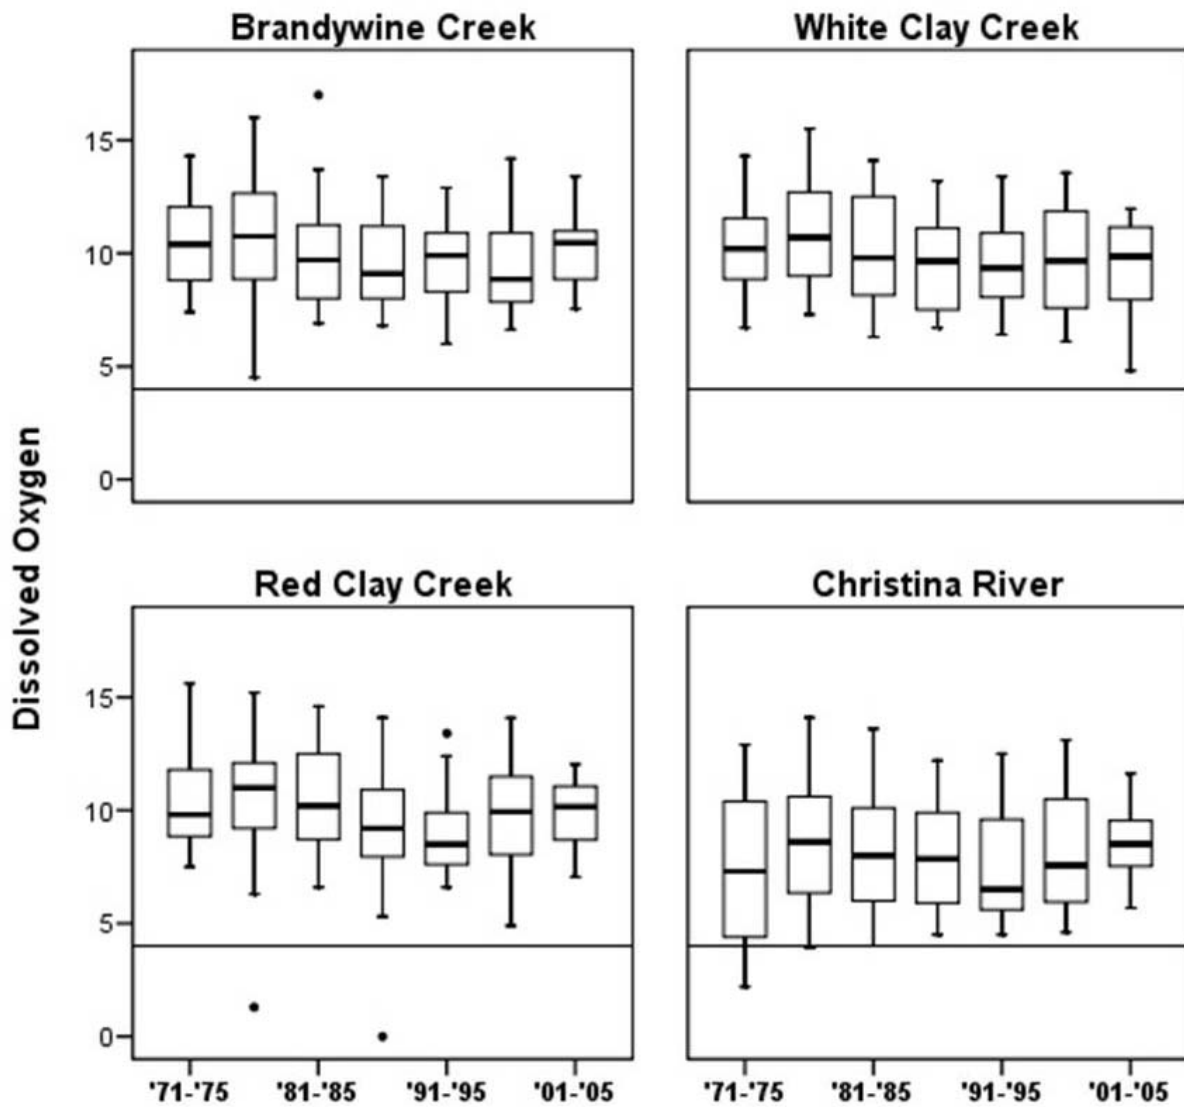 Brandywine Creek
White Clay Creek
15
10
5
0
Dissolved Oxygen
Red Clay Creek
Christina River
15
10
5
0
'71-'75 '81-'85 '91-'95 '01-'05
'71-'75 '81-'85 '91-'95 '01-'05